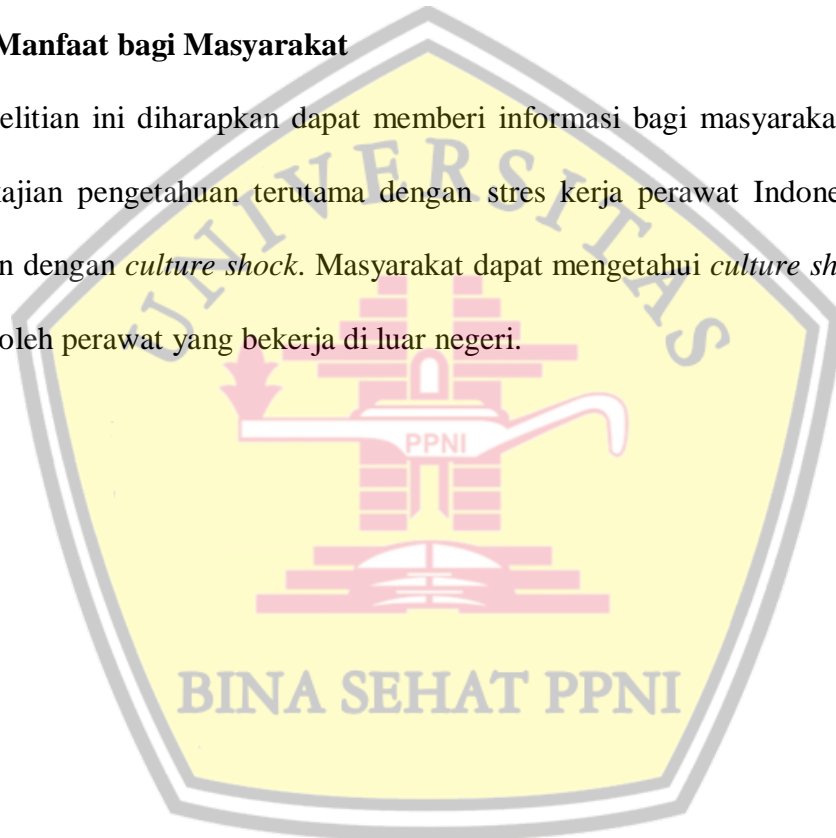 Manfaat bagi Masyarakat
elitian ini diharapkan dapat memberi informasi bagi masyaraka
ajian pengetahuan terutama dengan stres kerja perawat Indone
n dengan culture shock. Masyarakat dapat mengetahui culture sh
oleh perawat yang bekerja di luar negeri.
UNIVERSITAS
PPNI
BINA SEHAT PPNI